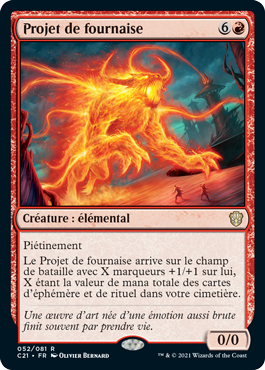 Projet de fournaise 6
Créature : élémental
Piétinement
Le Projet de fournaise arrive sur le champ
de bataille avec X marqueurs +1/+1 sur lui,
X étant la valeur de mana totale des cartes
d'éphémère et de rituel dans votre cimetière.
Une œuvre d'art née d'une émotion aussi brute
finit souvent par prendre vie.
0/0
052/081 R
C21 • FR Olivier Bernard
™ & © 2021 Wizards of the Coast